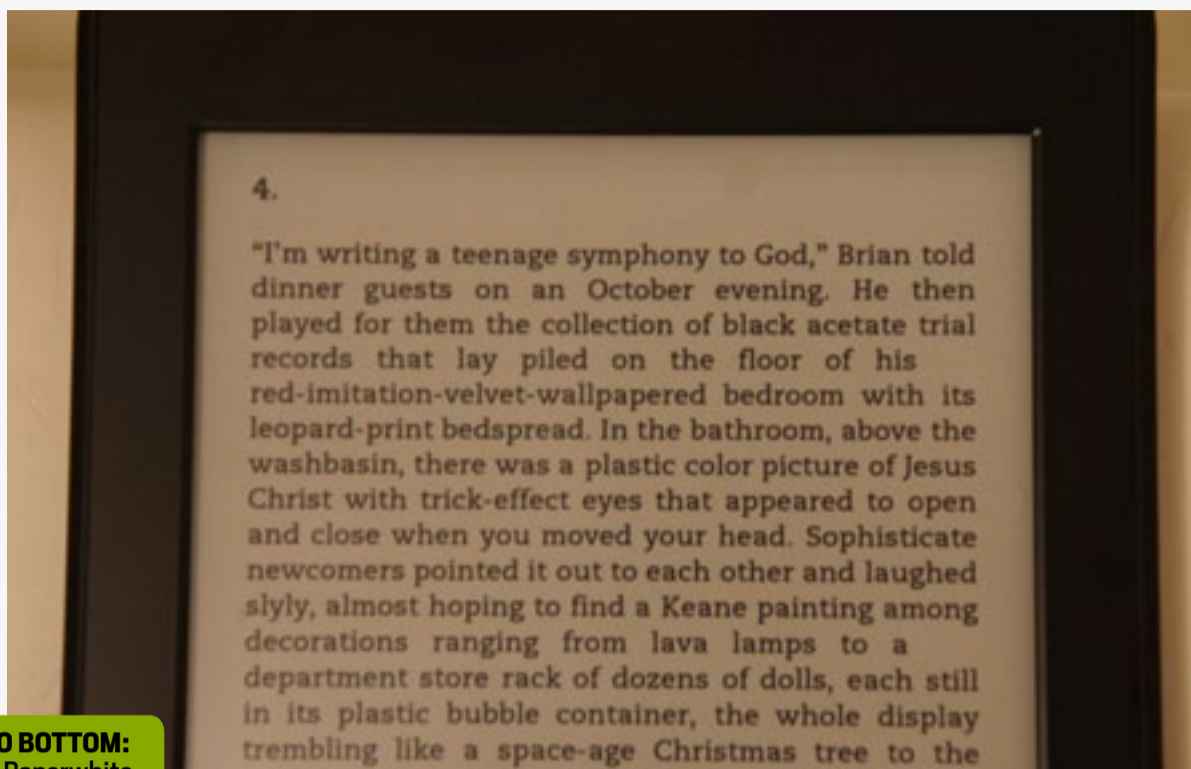 4.
“I’m writing a teenage symphony to God,” Brian told
dinner guests on an October evening. He then
played for them the collection of black acetate trial
records that lay piled on the floor of his
red-imitation-velvet-wallpapered bedroom with its
leopard-print bedspread. In the bathroom, above the
washbasin, there was a plastic color picture of Jesus
Christ with trick-effect eyes that appeared to open
and close when you moved your head. Sophisticate
newcomers pointed it out to each other and laughed
slyly, almost hoping to find a Keane painting among
decorations ranging from lava lamps to a
department store rack of dozens of dolls, each still
in its plastic bubble container, the whole display
trembling like a space-age Christmas tree to the
O BOTTOM:
Paperwhite